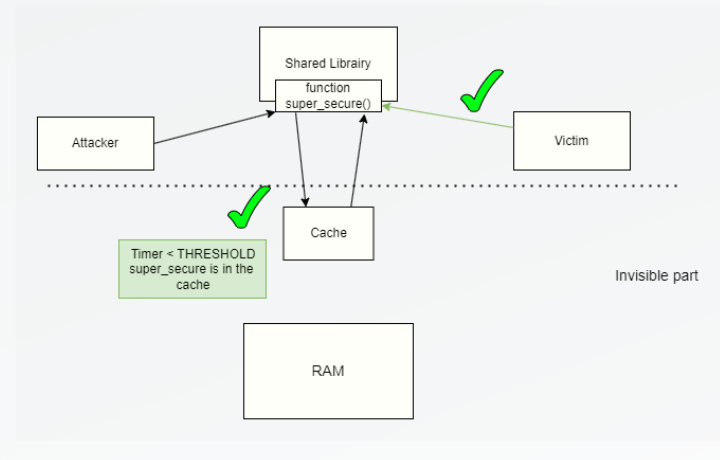 Shared Librairy
function
super_secure()
Attacker
Victim
Cache
Timer < THRESHOLD
super_secure is in the
cache
Invisible part
RAM